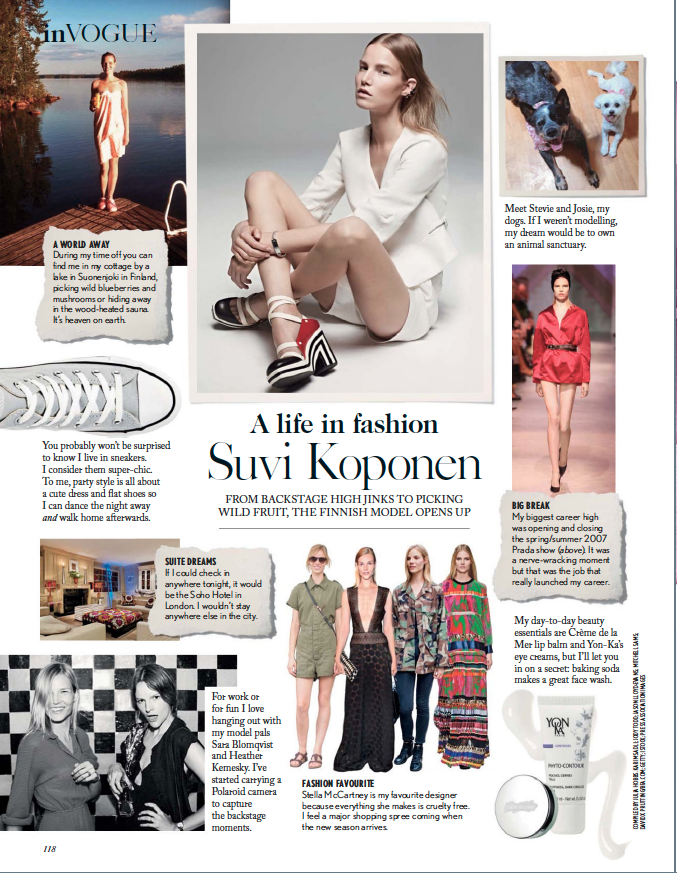 inVOGUE
A WORLD AWAY
During my time off you can
find me in my cottage by a
lake in Suonenjoki in Finland,
picking wild blueberries and
mushrooms or hiding away
in the wood-heated sauna.
It's heaven on earth.
Meet Stevie and Josie, my
dogs. If I weren't modelling,
my dream would be to own
an animal sanctuary.
You probably won't be surprised
to know I live in sneakers.
I consider them super-chic.
To me, party style is all about
a cute dress and flat shoes so
I can dance the night away
and walk home afterwards.
A life in fashion
Suvi Koponen
FROM BACKSTAGE HIGH JINKS TO PICKING
WILD FRUIT, THE FINNISH MODEL OPENS UP
BIG BREAK
My biggest career high
was opening and closing
the spring/summer 2007
Prada show (above). It was
a nerve-wracking moment
but that was the job that
really launched my career.
SUITE DREAMS
If I could check in
anywhere tonight, it would
be the Soho Hotel in
London. I wouldn't stay
anywhere else in the city.
My day-to-day beauty
essentials are Crème de la
Mer lip balm and Yon-Ka's
eye creams, but I'll let you
in on a secret: baking soda
makes a great face wash.
For work or
for fun I love
hanging out with
my model pals
Sara Blomqvist
and Heather
Kemesky. I've
started carrying a
Polaroid camera
to capture
the backstage
moments.
FASHION FAVOURITE
Stella McCartney is my favourite designer
because everything she makes is cruelty free.
I feel a major shopping spree coming when
the new season arrives.
YON
KA
PHYTO-CONTOUR
118